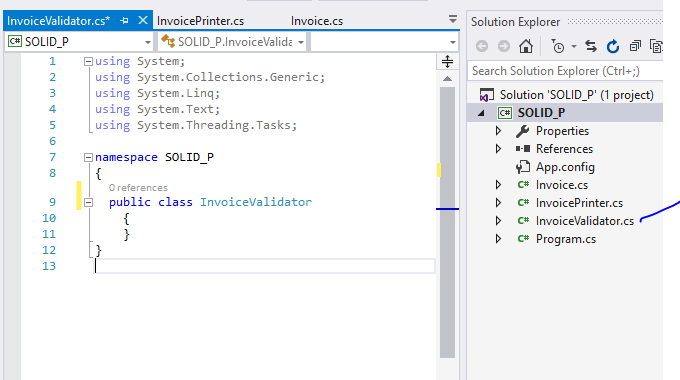 InvoiceValidator.cs* InvoicePrinter.cs Invoice.cs
SOLID_P SOLID_P.InvoiceValida
1 using System;
2 using System.Collections.Generic;
3 using System.Linq;
4 using System.Text;
5 using System.Threading.Tasks;
6
7 namespace SOLID_P
8 {
0 references
9 public class InvoiceValidator
10 {
11 }
12 }
13
Solution Explorer
Search Solution Explorer (Ctrl+;)
Solution 'SOLID_P' (1 project)
C# SOLID_P
Properties
References
App.config
C# Invoice.cs
C# InvoicePrinter.cs
C# InvoiceValidator.cs
C# Program.cs